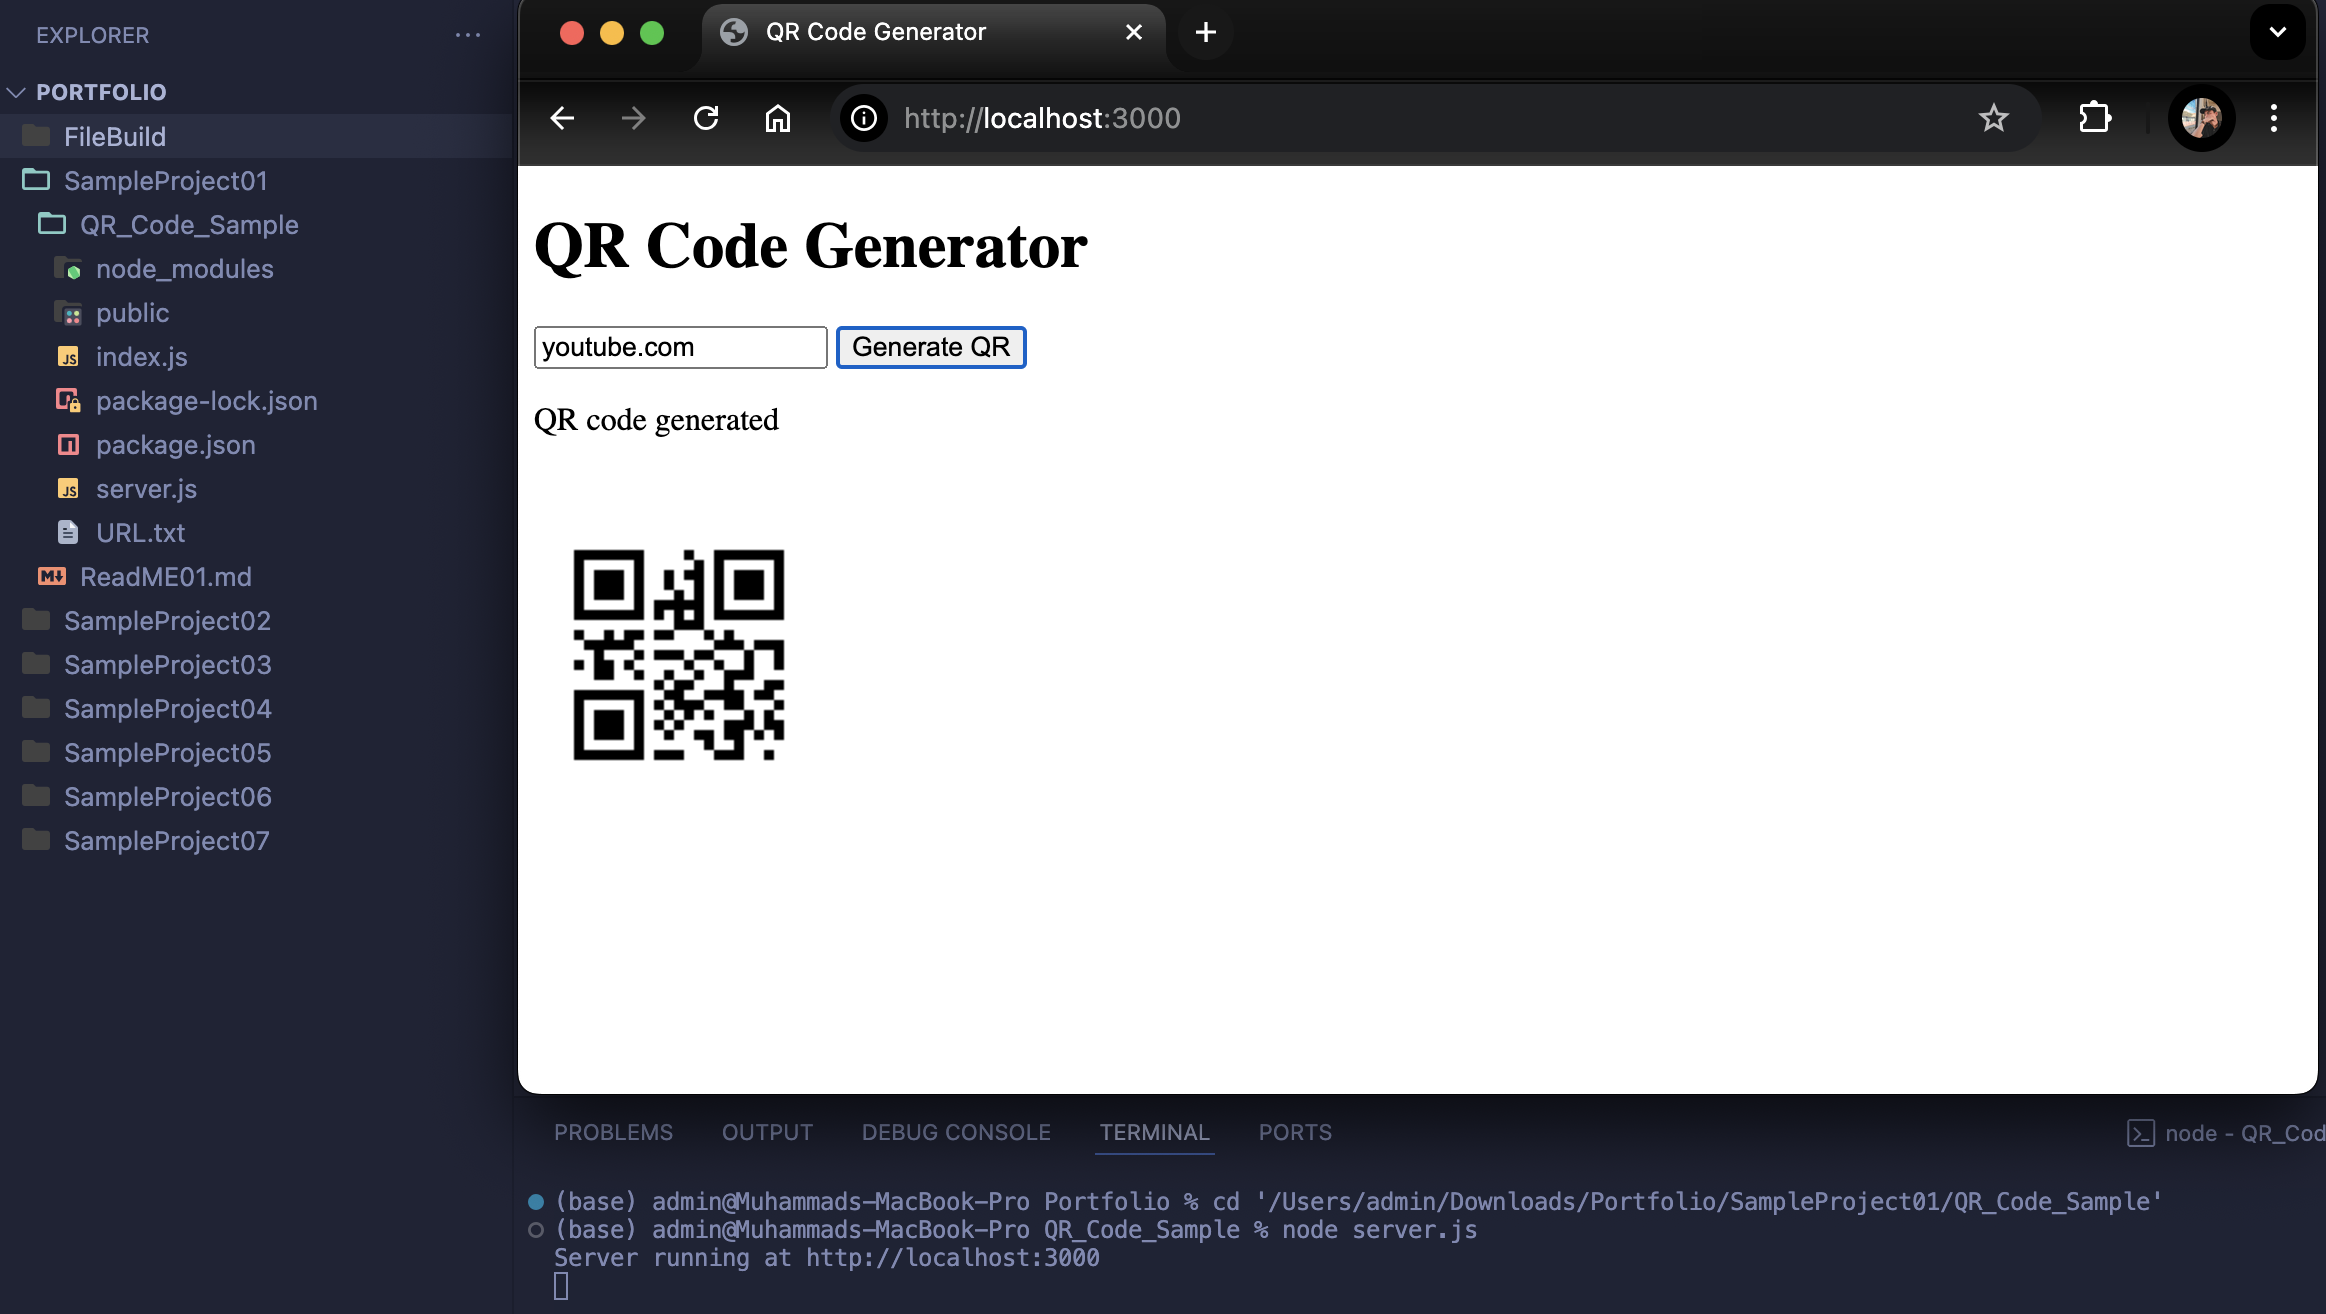 EXPLORER
PORTFOLIO
FileBuild
SampleProject01
QR_Code_Sample
node_modules
public
index.js
package-lock.json
package.json
server.js
URL.txt
ReadME01.md
SampleProject02
SampleProject03
SampleProject04
SampleProject05
SampleProject06
SampleProject07
QR Code Generator
http://localhost:3000
QR Code Generator
youtube.com Generate QR
QR code generated
PROBLEMS OUTPUT DEBUG CONSOLE TERMINAL PORTS node - QR_Cod
(base) admin@Muhammads-MacBook-Pro Portfolio % cd '/Users/admin/Downloads/Portfolio/SampleProject01/QR_Code_Sample'
(base) admin@Muhammads-MacBook-Pro QR_Code_Sample % node server.js
Server running at http://localhost:3000